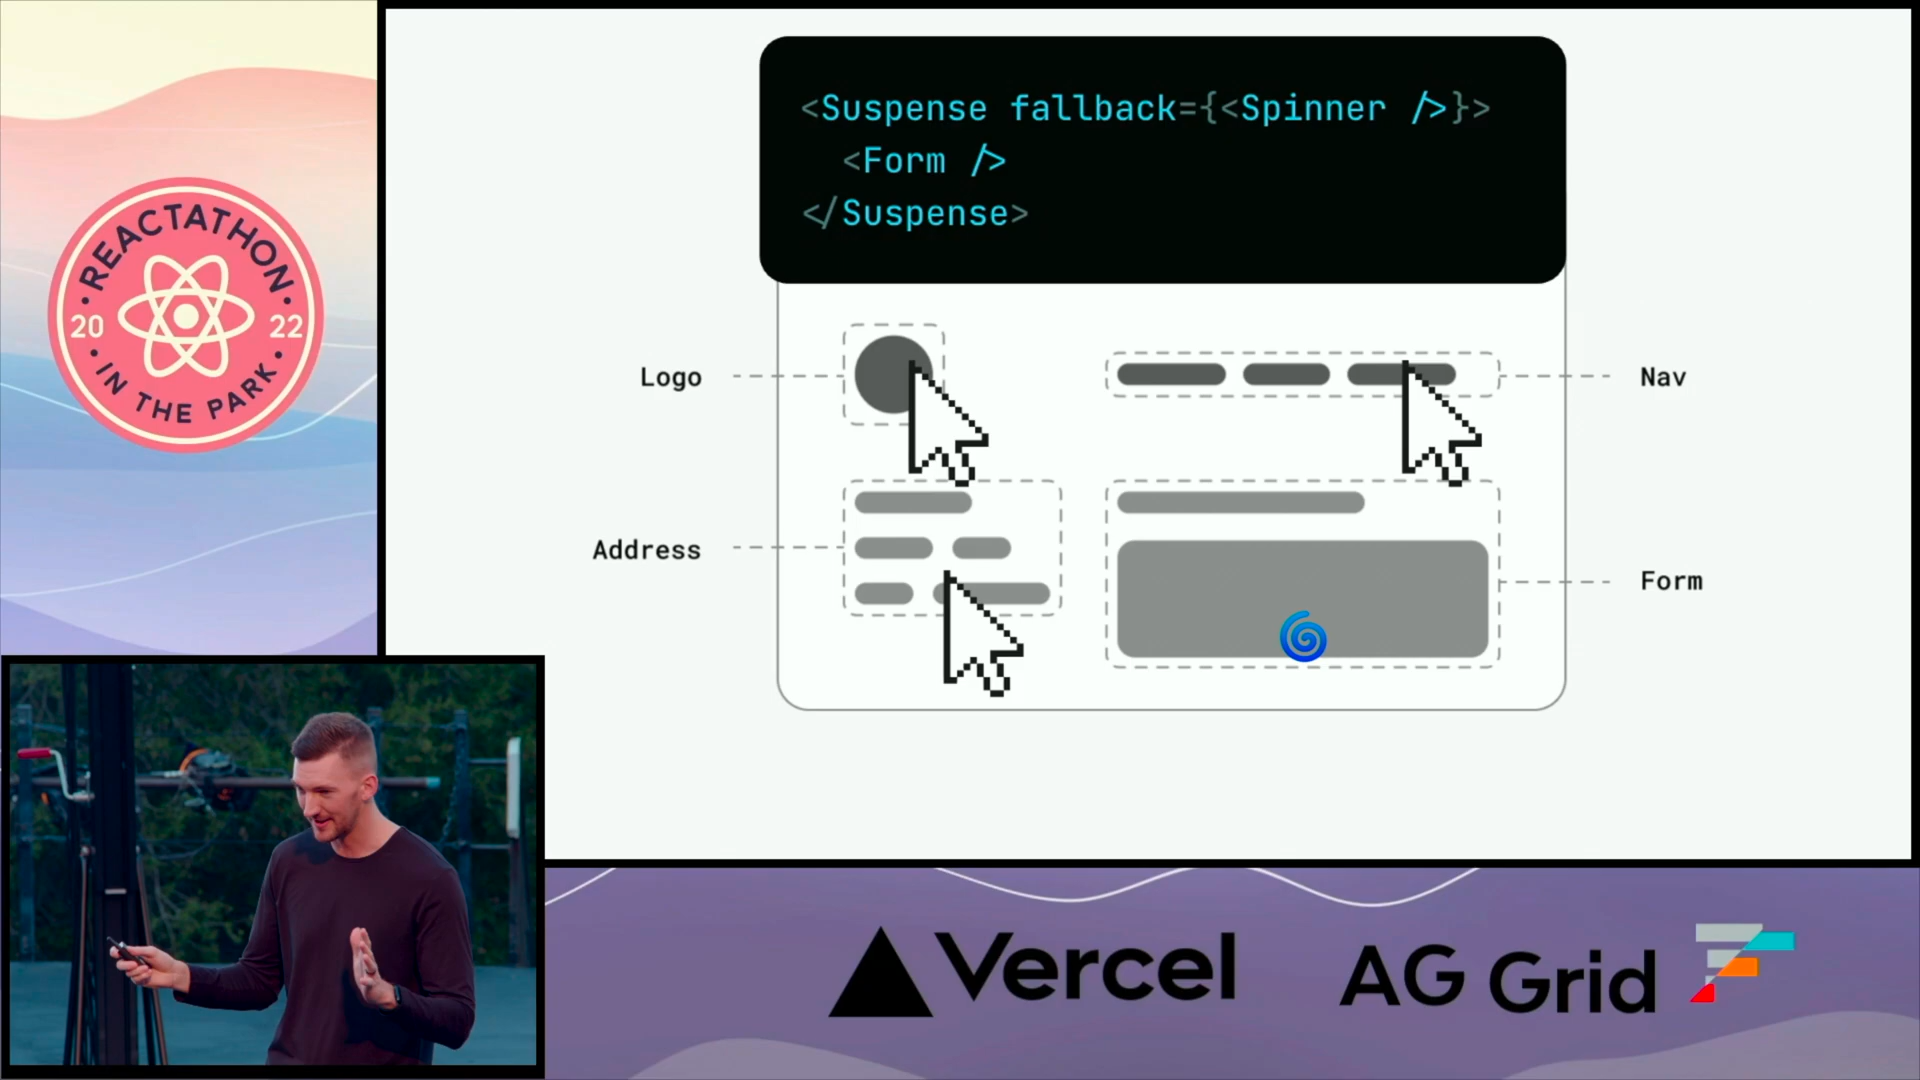 REACTATHON
20 22
IN THE PARK
<Suspense fallback={<Spinner />}>
  <Form />
</Suspense>
Logo
Nav
Address
Form
Vercel
AG Grid